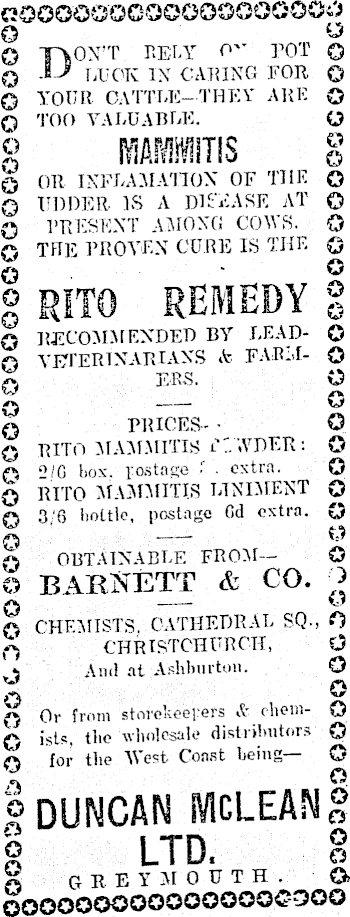 DON'T RELY ON POT
LUCK IN CARING FOR
YOUR CATTLE—THEY ARE
TOO VALUABLE.
MAMMITIS
OR INFLAMATION OF THE
UDDER IS A DISEASE AT
PRESENT AMONG COWS.
THE PROVEN CURE IS THE
RITO REMEDY
RECOMMENDED BY LEAD-
VETERINARIANS & FARM-
ERS.
PRICES-
RITO MAMMITIS POWDER:
2/6 box, postage extra.
RITO MAMMITIS LINIMENT
3/6 bottle, postage 6d extra.
OBTAINABLE FROM—
BARNETT & CO.
CHEMISTS, CATHEDRAL SQ.,
CHRISTCHURCH,
And at Ashburton.
Or from storekeepers & chem-
ists, the wholesale distributors
for the West Coast being—
DUNCAN McLEAN
LTD.
GREYMOUTH.